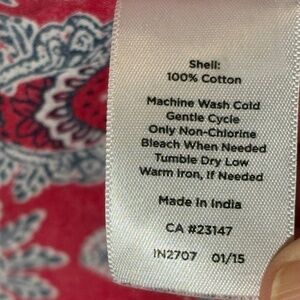 Shell:
100% Cotton
Machine Wash Cold
Gentle Cycle
Only Non-Chlorine
Bleach When Needed
Tumble Dry Low
Warm Iron, If Needed
Made In India
CA #23147
IN2707 01/15